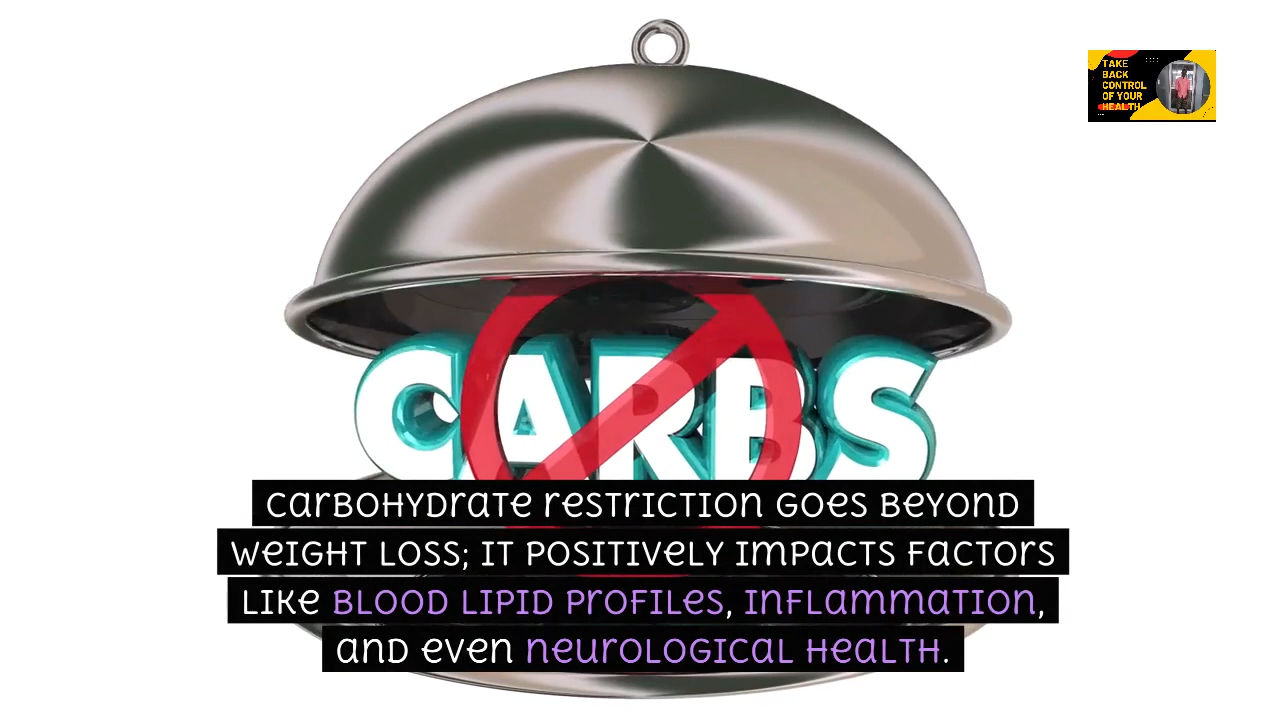 TAKE
BACK
CONTROL
OF YOUR
HEALTH
CARBS
Carbohydrate restriction goes beyond
weight loss; it positively impacts factors
like blood lipid profiles, inflammation,
and even neurological health.